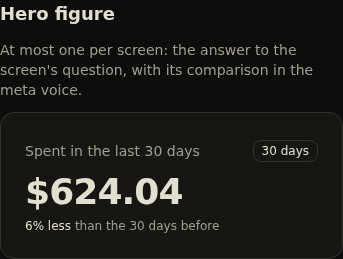 Hero figure
At most one per screen: the answer to the
screen's question, with its comparison in the
meta voice.
Spent in the last 30 days
30 days
$624.04
6% less than the 30 days before